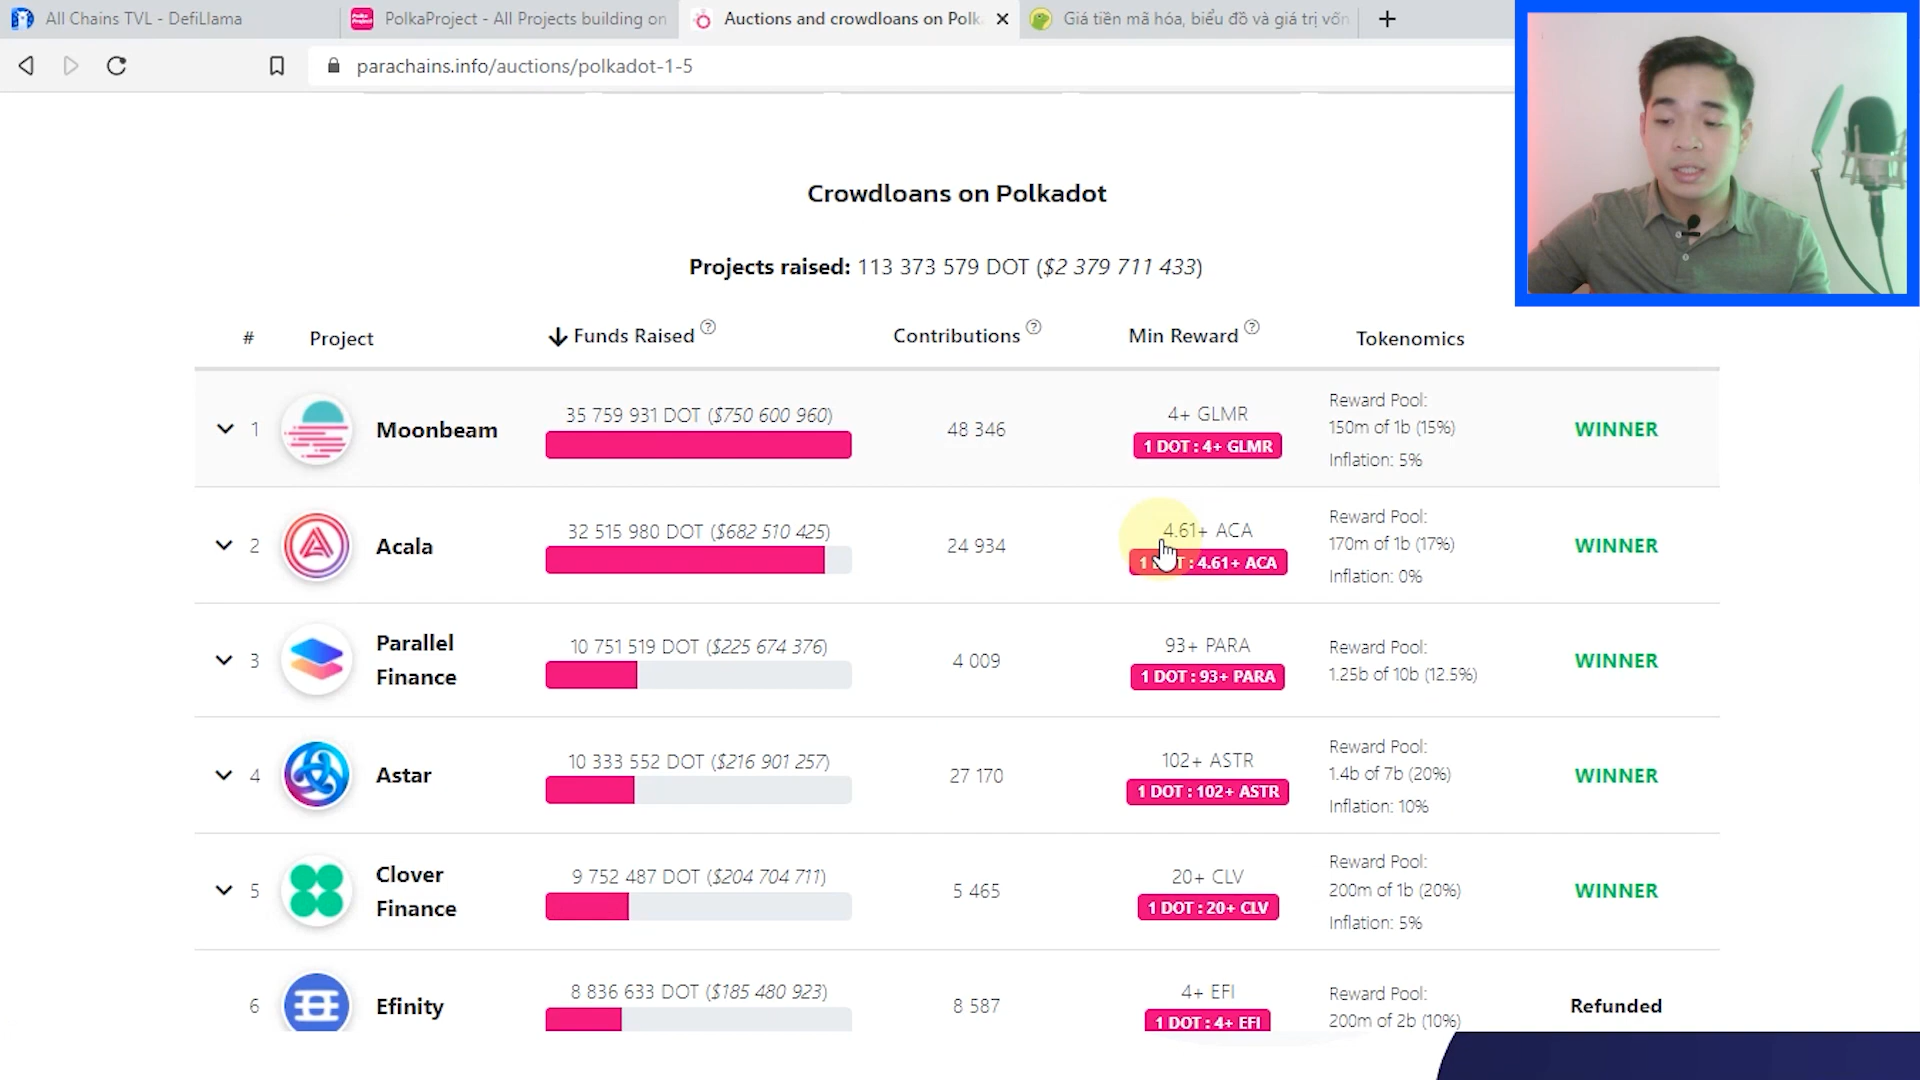 All Chains TVL - DefiLlama
PolkaProject - All Projects building on
Auctions and crowdloans on Polk
Giá tiền mã hóa, biểu đồ và giá trị vốn
parachains.info/auctions/polkadot-1-5
Crowdloans on Polkadot
Projects raised: 113 373 579 DOT ($2 379 711 433)
# Project Funds Raised ? Contributions ? Min Reward ? Tokenomics
1 Moonbeam 35 759 931 DOT ($750 600 960) 48 346 4+ GLMR
1 DOT : 4+ GLMR
Reward Pool:
150m of 1b (15%)
Inflation: 5%
WINNER
2 Acala 32 515 980 DOT ($682 510 425) 24 934 4.61+ ACA
1 : 4.61+ ACA
Reward Pool:
170m of 1b (17%)
Inflation: 0%
WINNER
3 Parallel
Finance
10 751 519 DOT ($225 674 376) 4 009 93+ PARA
1 DOT : 93+ PARA
Reward Pool:
1.25b of 10b (12.5%)
WINNER
4 Astar 10 333 552 DOT ($216 901 257) 27 170 102+ ASTR
1 DOT : 102+ ASTR
Reward Pool:
1.4b of 7b (20%)
Inflation: 10%
WINNER
5 Clover
Finance
9 752 487 DOT ($204 704 711) 5 465 20+ CLV
1 DOT : 20+ CLV
Reward Pool:
200m of 1b (20%)
Inflation: 5%
WINNER
6 Efinity 8 836 633 DOT ($185 480 923) 8 587 4+ EFI
1 DOT : 4+ EFI
Reward Pool:
200m of 2b (10%)
Refunded